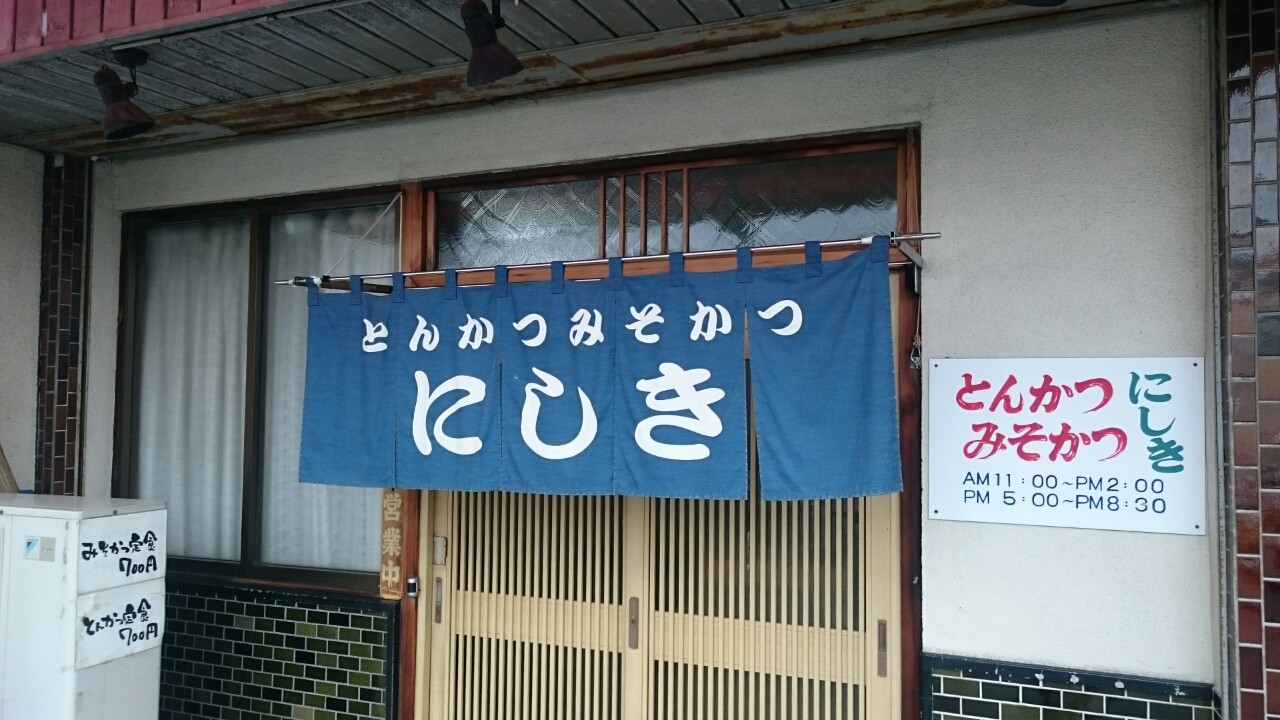 とんかつみそかつ
にしき
営業中
とんかつ
みそかつ
にしき
AM11:00~PM2:00
PM 5:00~PM8:30
みそかつ定食
700円
とんかつ定食
700円